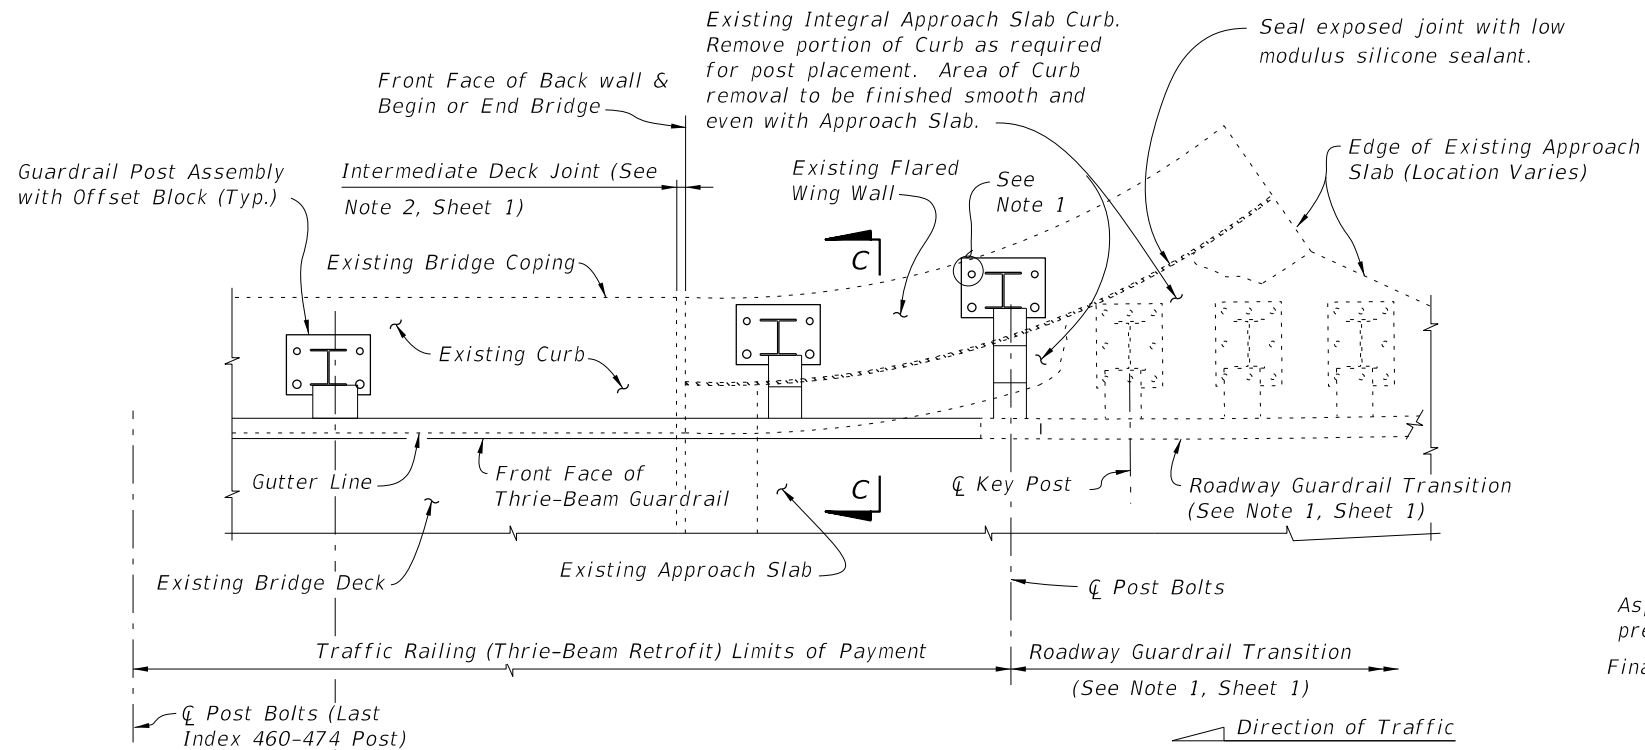 Existing Integral Approach Slab Curb.
Remove portion of Curb as required
for post placement. Area of Curb
removal to be finished smooth and
even with Approach Slab.
Seal exposed joint with low
modulus silicone sealant.
Front Face of Back wall &
Begin or End Bridge
Edge of Existing Approach
Slab (Location Varies)
Guardrail Post Assembly
with Offset Block (Typ.)
Intermediate Deck Joint (See
Note 2, Sheet 1)
Existing Flared
Wing Wall
See
Note 1
C
Existing Bridge Coping
Existing Curb
Gutter Line
Front Face of
Thrie-Beam Guardrail
C
℄ Key Post
Roadway Guardrail Transition
(See Note 1, Sheet 1)
Existing Bridge Deck
Existing Approach Slab
℄ Post Bolts
Traffic Railing (Thrie-Beam Retrofit) Limits of Payment
Roadway Guardrail Transition
(See Note 1, Sheet 1)
℄ Post Bolts (Last
Index 460-474 Post)
Direction of Traffic